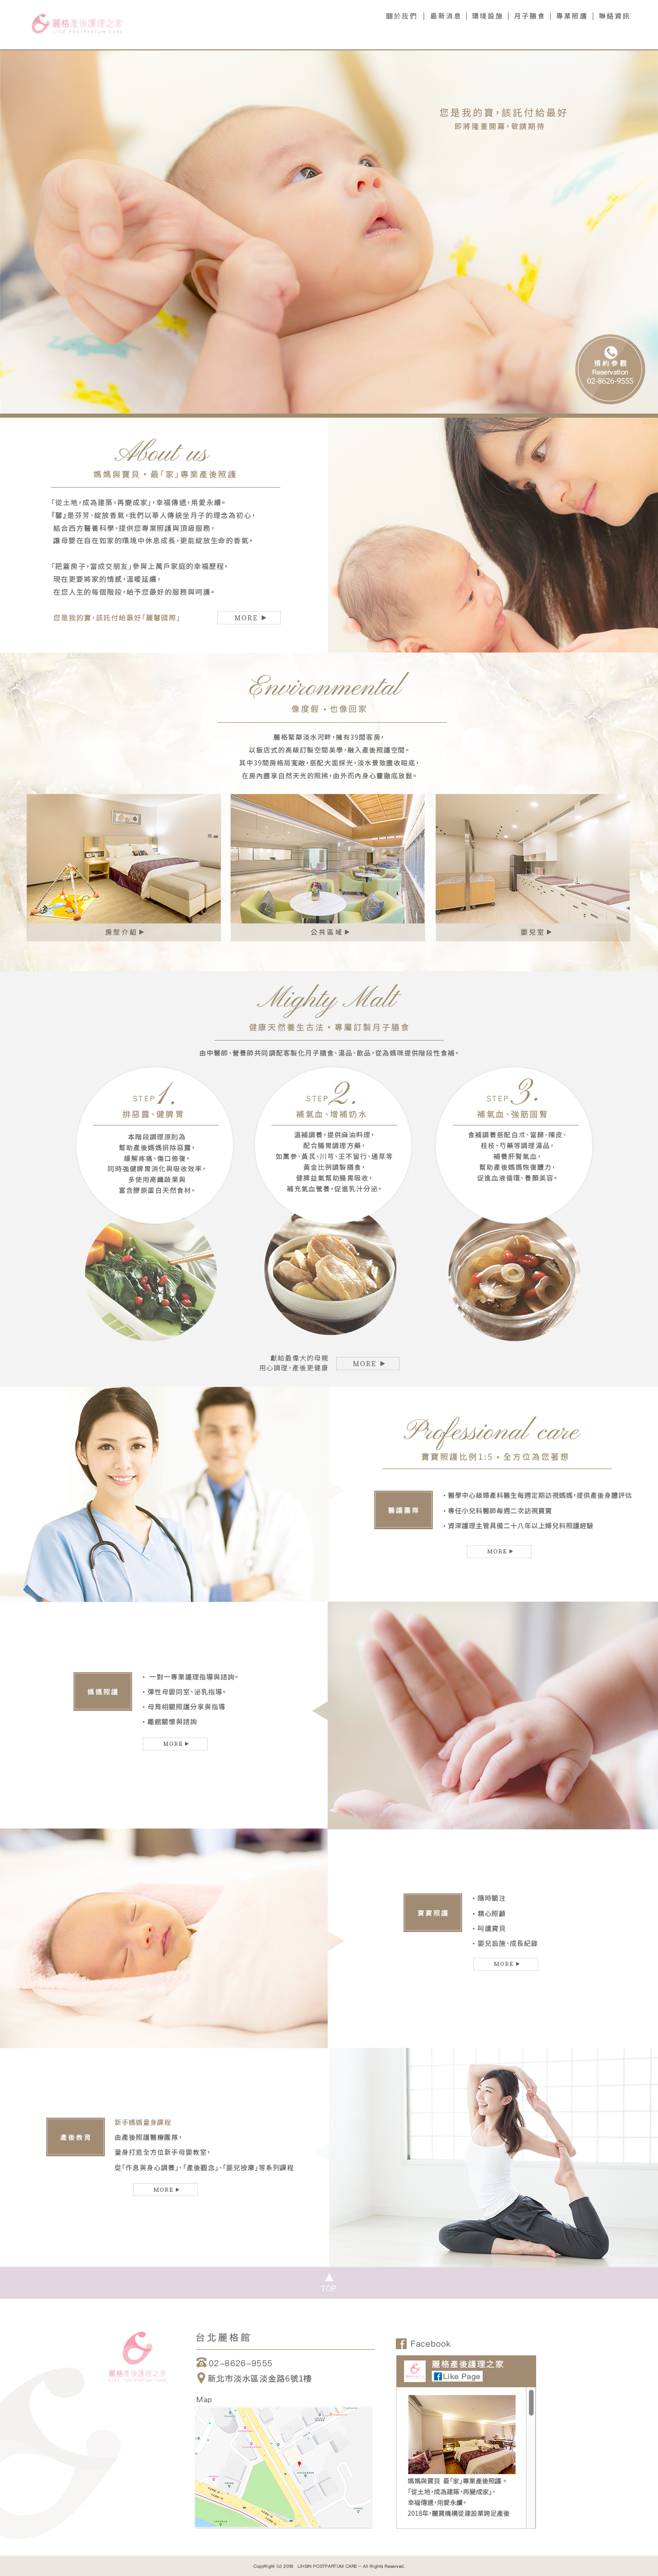 麗格產後護理之家
LIGE POSTPARTUM CARE
關於我們 | 最新消息 | 環境設施 | 月子膳食 | 專業照護 | 聯絡資訊
您是我的寶，該託付給最好
即將隆重開幕，敬請期待
預約參觀
Reservation
02-8626-9555
About us
媽媽與寶貝・最「家」專業產後照護
「從土地，成為建築，再變成家」，幸福傳遞，用愛永續。
『馨』是芬芳、綻放香氣，我們以華人傳統坐月子的理念為初心，
結合西方醫養科學，提供您專業照護與頂級服務，
讓母嬰在自在如家的環境中休息成長，更能綻放生命的香氣。
「把蓋房子，當成交朋友」參與上萬戶家庭的幸福歷程，
現在更要將家的情感，溫暖延續，
在您人生的每個階段，給予您最好的服務與呵護。
您是我的寶，該託付給最好「麗馨國際」
MORE ▶
Environmental
像度假・也像回家
麗格緊鄰淡水河畔，擁有39間客房，
以飯店式的高級訂製空間美學，融入產後照護空間。
其中39間房格局寬敞，搭配大面採光，淡水景致盡收眼底，
在房內盡享自然天光的照拂，由外而內身心靈徹底放鬆。
房型介紹▶
公共區域▶
嬰兒室▶
Mighty Malt
健康天然養生古法・專屬訂製月子膳食
由中醫師、營養師共同調配客製化月子膳食、湯品、飲品，從為媽咪提供階段性食補。
STEP 1.
排惡露、健脾胃
本階段調理原則為
幫助產後媽媽排除惡露，
緩解疼痛、傷口修復，
同時強健脾胃消化與吸收效率，
多使用高纖蔬果與
富含膠原蛋白天然食材。
STEP 2.
補氣血、增補奶水
溫補調養，提供麻油料理，
配合腸胃調理方藥，
如黨參、黃芪、川芎、王不留行、通草等
黃金比例調製膳食，
健脾益氣幫助腸胃吸收，
補充氣血營養，促進乳汁分泌，
STEP 3.
補氣血、強筋固腎
食補調養搭配白朮、當歸、陳皮、
桂枝、芍藥等調理湯品，
補養肝腎氣血，
幫助產後媽媽恢復體力，
促進血液循環、養顏美容。
獻給最偉大的母親
用心調理，產後更健康
MORE ▶
Professional care
寶寶照護比例1:5・全方位為您著想
醫護團隊
・醫學中心級婦產科醫生每週定期訪視媽媽，提供產後身體評估
・專任小兒科醫師每週二次訪視寶寶
・資深護理主管具備二十八年以上婦兒科照護經驗
MORE ▶
媽媽照護
・ 一對一專業護理指導與諮詢。
・彈性母嬰同室、泌乳指導。
・母育相關照護分享與指導
・離館關懷與諮詢
MORE ▶
寶寶照護
・隨時關注
・精心照顧
・呵護寶貝
・嬰兒設施、成長紀錄
MORE ▶
產後教育
新手媽媽量身課程
由產後照護醫療團隊，
量身打造全方位新手母嬰教室，
從「作息與身心調養」、「產後觀念」、「嬰兒按摩」等系列課程
MORE ▶
TOP
麗格產後護理之家
LIGE POSTPARTUM CARE
台北麗格館
02-8626-9555
新北市淡水區淡金路6號1樓
Map
Facebook
麗格產後護理之家
Like Page
媽媽與寶貝 最「家」專業產後照護。
「從土地，成為建築，再變成家」，
幸福傳遞，用愛永續。
2018年，麗寶機構從建設業跨足產後
CopyRight (c) 2018 LIHSIN POSTPARTUM CARE－ All Rights Reserved.